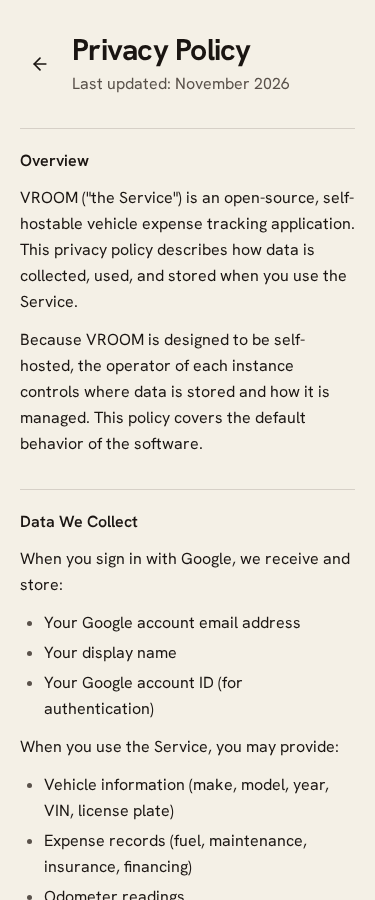 Privacy Policy
Last updated: November 2026
Overview
VROOM ("the Service") is an open-source, self-
hostable vehicle expense tracking application.
This privacy policy describes how data is
collected, used, and stored when you use the
Service.
Because VROOM is designed to be self-
hosted, the operator of each instance
controls where data is stored and how it is
managed. This policy covers the default
behavior of the software.
Data We Collect
When you sign in with Google, we receive and
store:
Your Google account email address
Your display name
Your Google account ID (for
authentication)
When you use the Service, you may provide:
Vehicle information (make, model, year,
VIN, license plate)
Expense records (fuel, maintenance,
insurance, financing)
Odometer readings